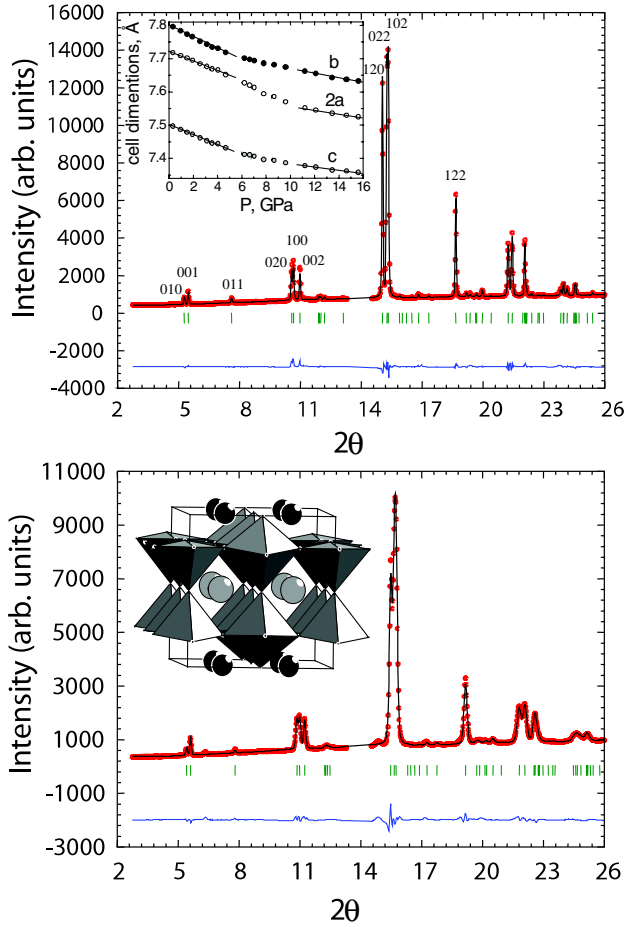 16000
14000
12000
10000
8000
6000
4000
2000
0
-2000
-4000
Intensity (arb. units)
2 5 8 11 14 17 20 23 26
2θ
7.8
7.7
7.6
7.5
7.4
cell dimentions, Å
0 2 4 6 8 10 12 14 16
P, GPa
b
2a
c
102
022
120
122
100
020 002
001
010 011
11000
9000
7000
5000
3000
1000
-1000
-3000
Intensity (arb. units)
2 5 8 11 14 17 20 23 26
2θ